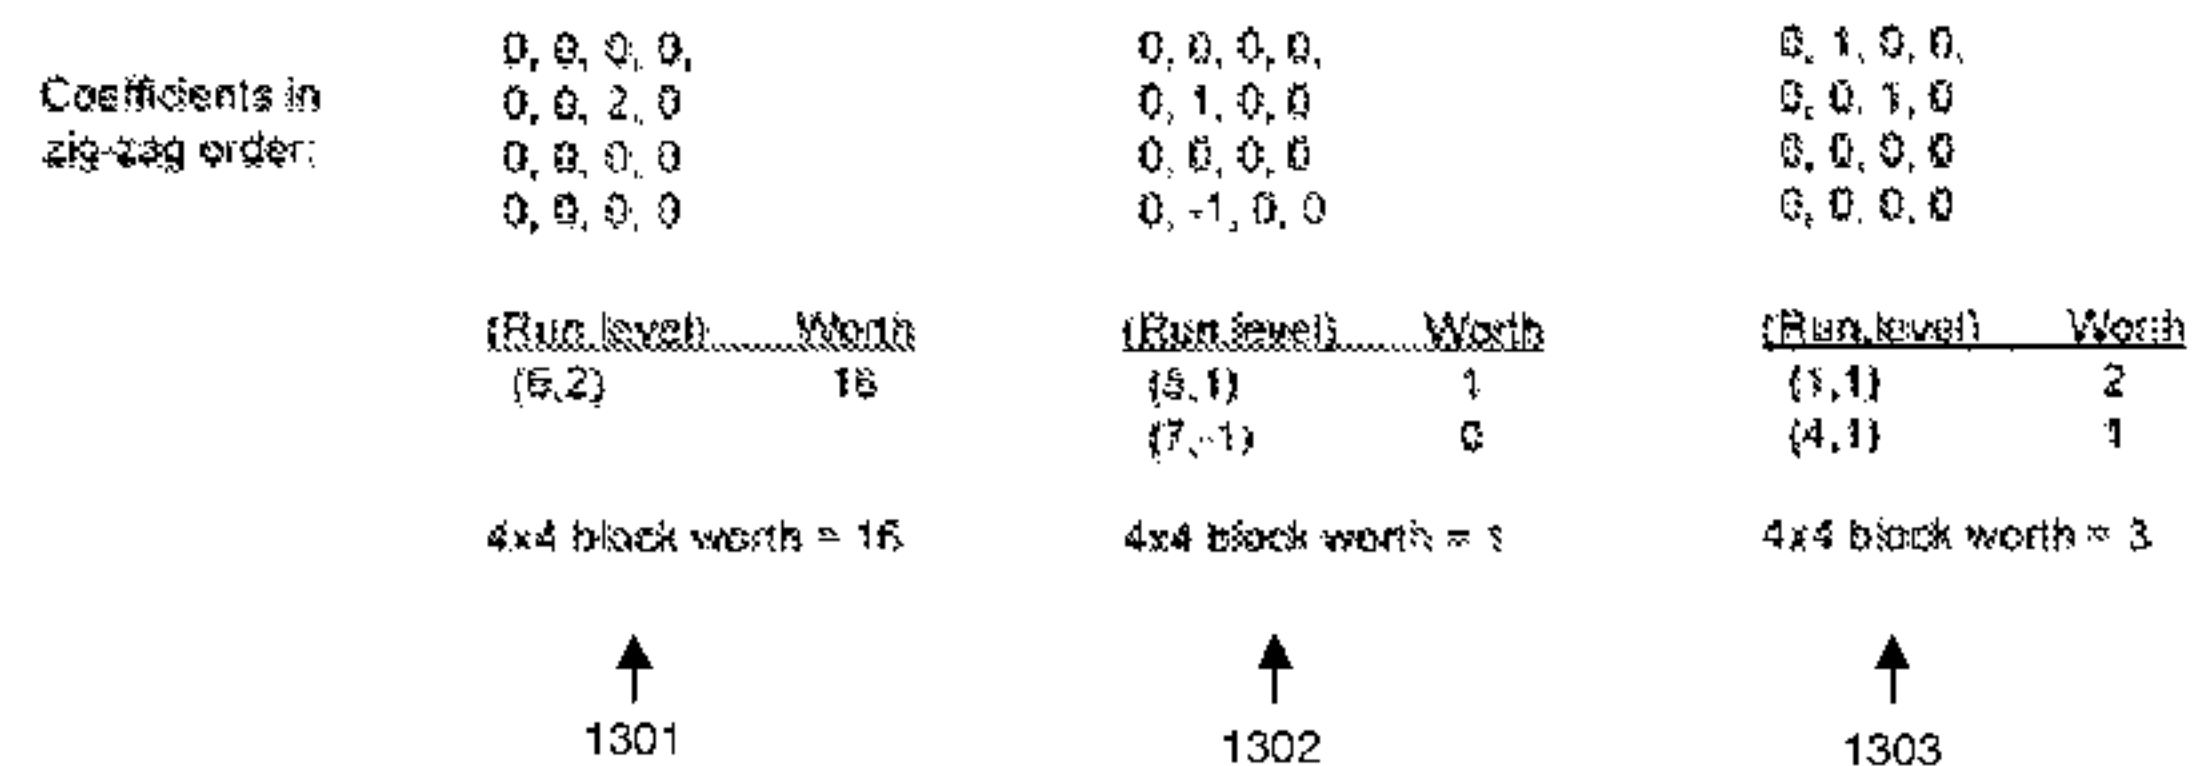 Coefficients in
zig-zag order:
0, 0, 0, 0,
0, 0, 2, 0
0, 0, 0, 0
0, 0, 0, 0
(Run,level) Worth
(6,2) 16
4x4 block worth = 16
1301
0, 0, 0, 0,
0, 1, 0, 0
0, 0, 0, 0
0, -1, 0, 0
(Run,level) Worth
(5,1) 1
(7,-1) 0
4x4 block worth = 1
1302
0, 1, 0, 0,
0, 0, 1, 0
0, 0, 0, 0
0, 0, 0, 0
(Run,level) Worth
(1,1) 2
(4,1) 1
4x4 block worth = 3
1303